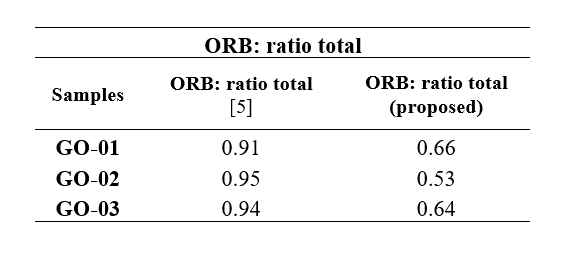 ORB: ratio total
Samples ORB: ratio total [5] ORB: ratio total (proposed)
GO-01 0.91 0.66
GO-02 0.95 0.53
GO-03 0.94 0.64